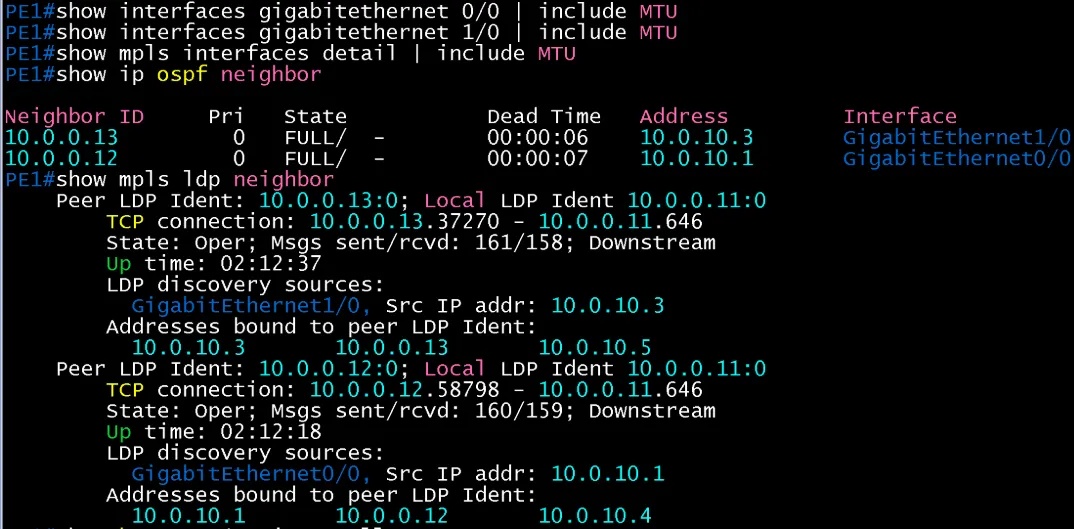 PE1#show interfaces gigabitethernet 0/0 | include MTU
PE1#show interfaces gigabitethernet 1/0 | include MTU
PE1#show mpls interfaces detail | include MTU
PE1#show ip ospf neighbor
Neighbor ID     Pri   State           Dead Time   Address         Interface
10.0.0.13         0   FULL/  -        00:00:06    10.0.10.3       GigabitEthernet1/0
10.0.0.12         0   FULL/  -        00:00:07    10.0.10.1       GigabitEthernet0/0
PE1#show mpls ldp neighbor
    Peer LDP Ident: 10.0.0.13:0; Local LDP Ident 10.0.0.11:0
        TCP connection: 10.0.0.13.37270 - 10.0.0.11.646
        State: Oper; Msgs sent/rcvd: 161/158; Downstream
        Up time: 02:12:37
        LDP discovery sources:
          GigabitEthernet1/0, Src IP addr: 10.0.10.3
        Addresses bound to peer LDP Ident:
          10.0.10.3       10.0.0.13       10.0.10.5
    Peer LDP Ident: 10.0.0.12:0; Local LDP Ident 10.0.0.11:0
        TCP connection: 10.0.0.12.58798 - 10.0.0.11.646
        State: Oper; Msgs sent/rcvd: 160/159; Downstream
        Up time: 02:12:18
        LDP discovery sources:
          GigabitEthernet0/0, Src IP addr: 10.0.10.1
        Addresses bound to peer LDP Ident:
          10.0.10.1       10.0.0.12       10.0.10.4